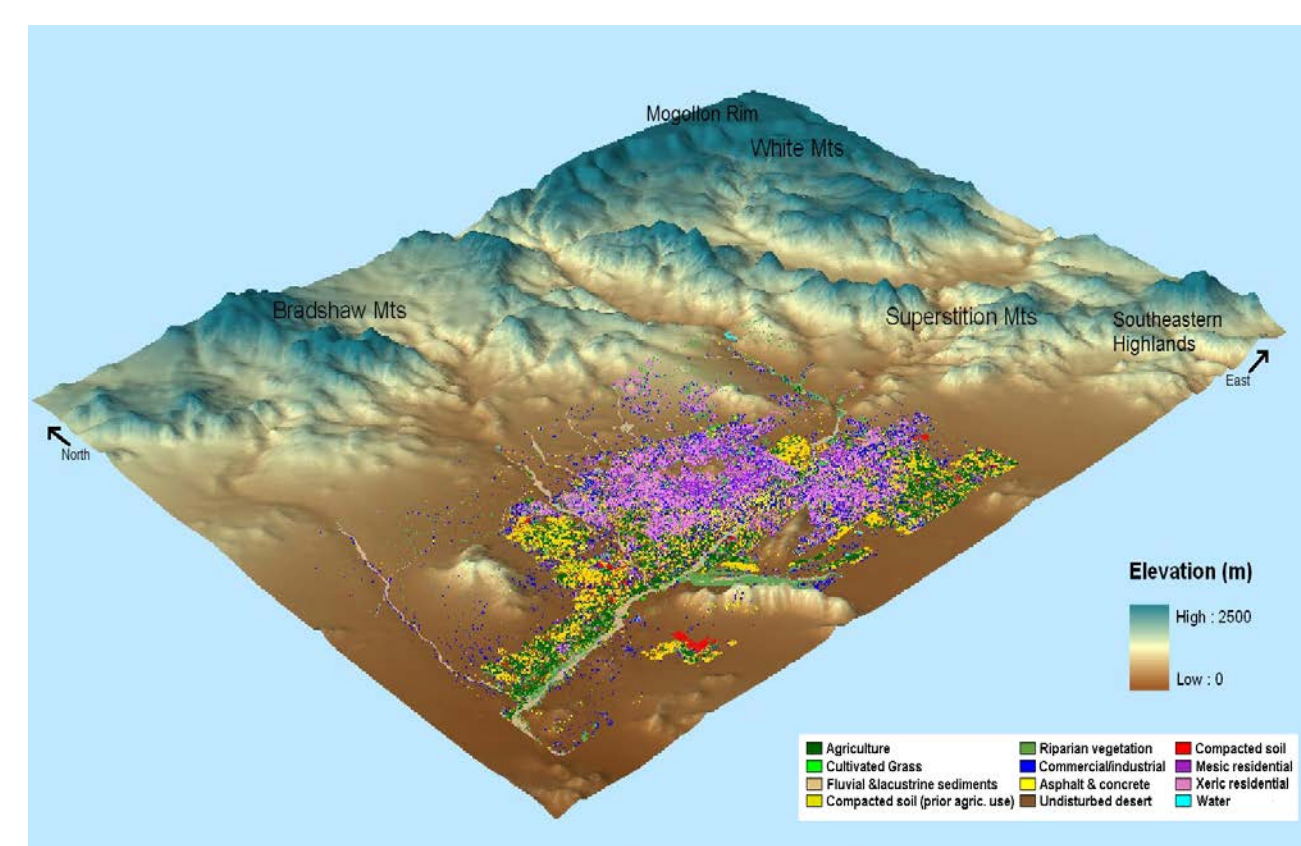 Mogollon Rim
White Mts
Bradshaw Mts
Superstition Mts
Southeastern
Highlands
East
North
Elevation (m)
High : 2500
Low : 0
Agriculture
Cultivated Grass
Fluvial &lacustrine sediments
Compacted soil (prior agric. use)
Riparian vegetation
Commercial/industrial
Asphalt & concrete
Undisturbed desert
Compacted soil
Mesic residential
Xeric residential
Water